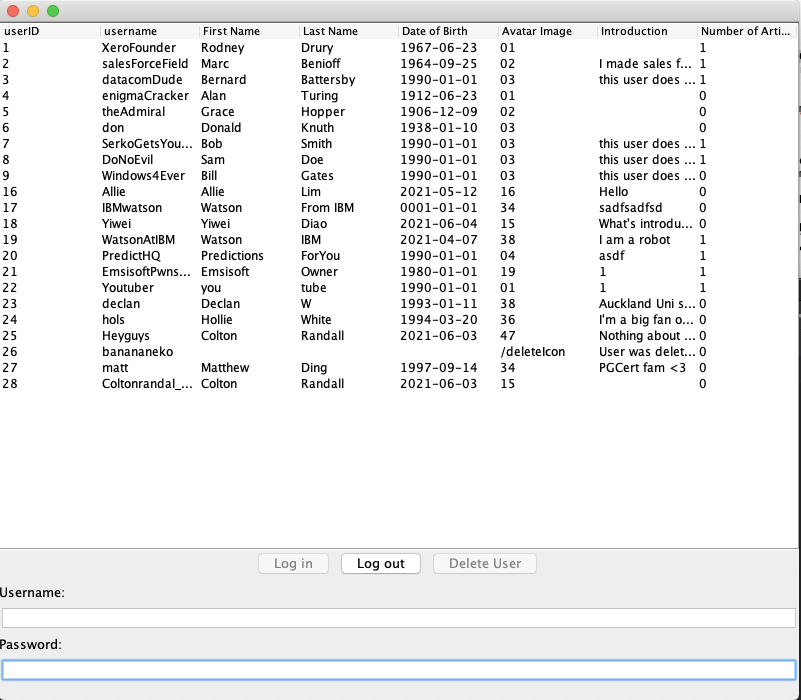 userID username First Name Last Name Date of Birth Avatar Image Introduction Number of Arti...
1 XeroFounder Rodney Drury 1967-06-23 01 1
2 salesForceField Marc Benioff 1964-09-25 02 I made sales f... 1
3 datacomDude Bernard Battersby 1990-01-01 03 this user does ... 1
4 enigmaCracker Alan Turing 1912-06-23 01 0
5 theAdmiral Grace Hopper 1906-12-09 02 0
6 don Donald Knuth 1938-01-10 03 0
7 SerkoGetsYou... Bob Smith 1990-01-01 03 this user does ... 1
8 DoNoEvil Sam Doe 1990-01-01 03 this user does ... 1
9 Windows4Ever Bill Gates 1990-01-01 03 this user does ... 0
16 Allie Allie Lim 2021-05-12 16 Hello 0
17 IBMwatson Watson From IBM 0001-01-01 34 sadfsadfsd 0
18 Yiwei Yiwei Diao 2021-06-04 15 What's introdu... 0
19 WatsonAtIBM Watson IBM 2021-04-07 38 I am a robot 1
20 PredictHQ Predictions ForYou 1990-01-01 04 asdf 1
21 EmsisoftPwns... Emsisoft Owner 1980-01-01 19 1 1
22 Youtuber you tube 1990-01-01 01 1 1
23 declan Declan W 1993-01-11 38 Auckland Uni s... 0
24 hols Hollie White 1994-03-20 36 I'm a big fan o... 0
25 Heyguys Colton Randall 2021-06-03 47 Nothing about ... 0
26 banananeko /deleteIcon User was delet... 0
27 matt Matthew Ding 1997-09-14 34 PGCert fam <3 0
28 Coltonrandal_... Colton Randall 2021-06-03 15 0
Log in Log out Delete User
Username:
Password: